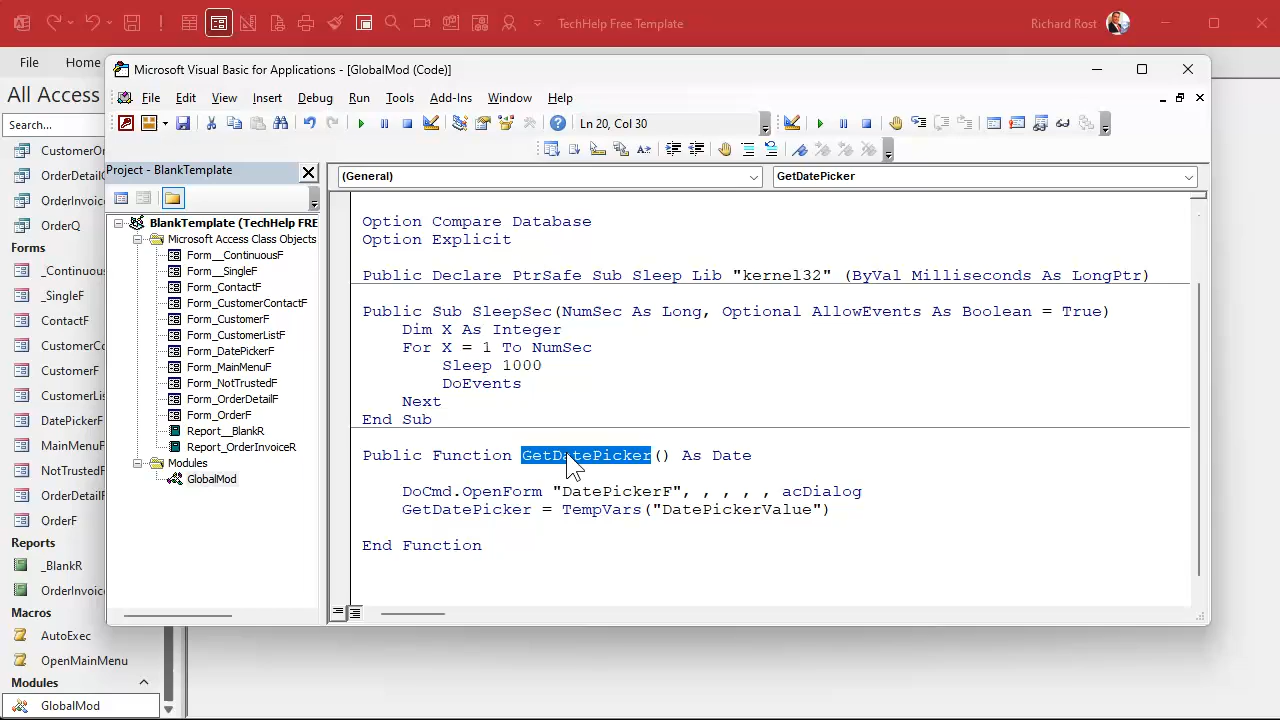 TechHelp Free Template
Richard Rost
File
Home
All Access
Search...
CustomerOr
OrderDetailC
OrderInvoice
OrderQ
Forms
_Continuous
_SingleF
ContactF
CustomerCo
CustomerF
CustomerLis
DatePickerF
MainMenuF
NotTrustedF
OrderDetailF
OrderF
Reports
_BlankR
OrderInvoic
Macros
AutoExec
OpenMainMenu
Modules
GlobalMod
Microsoft Visual Basic for Applications - [GlobalMod (Code)]
File Edit View Insert Debug Run Tools Add-Ins Window Help
Ln 20, Col 30
Project - BlankTemplate
BlankTemplate (TechHelp FRE
Microsoft Access Class Objects
Form__ContinuousF
Form__SingleF
Form_ContactF
Form_CustomerContactF
Form_CustomerF
Form_CustomerListF
Form_DatePickerF
Form_MainMenuF
Form_NotTrustedF
Form_OrderDetailF
Form_OrderF
Report__BlankR
Report_OrderInvoiceR
Modules
GlobalMod
(General)
GetDatePicker
Option Compare Database
Option Explicit
Public Declare PtrSafe Sub Sleep Lib "kernel32" (ByVal Milliseconds As LongPtr)
Public Sub SleepSec(NumSec As Long, Optional AllowEvents As Boolean = True)
Dim X As Integer
For X = 1 To NumSec
Sleep 1000
DoEvents
Next
End Sub
Public Function GetDatePicker() As Date
DoCmd.OpenForm "DatePickerF", , , , , acDialog
GetDatePicker = TempVars("DatePickerValue")
End Function